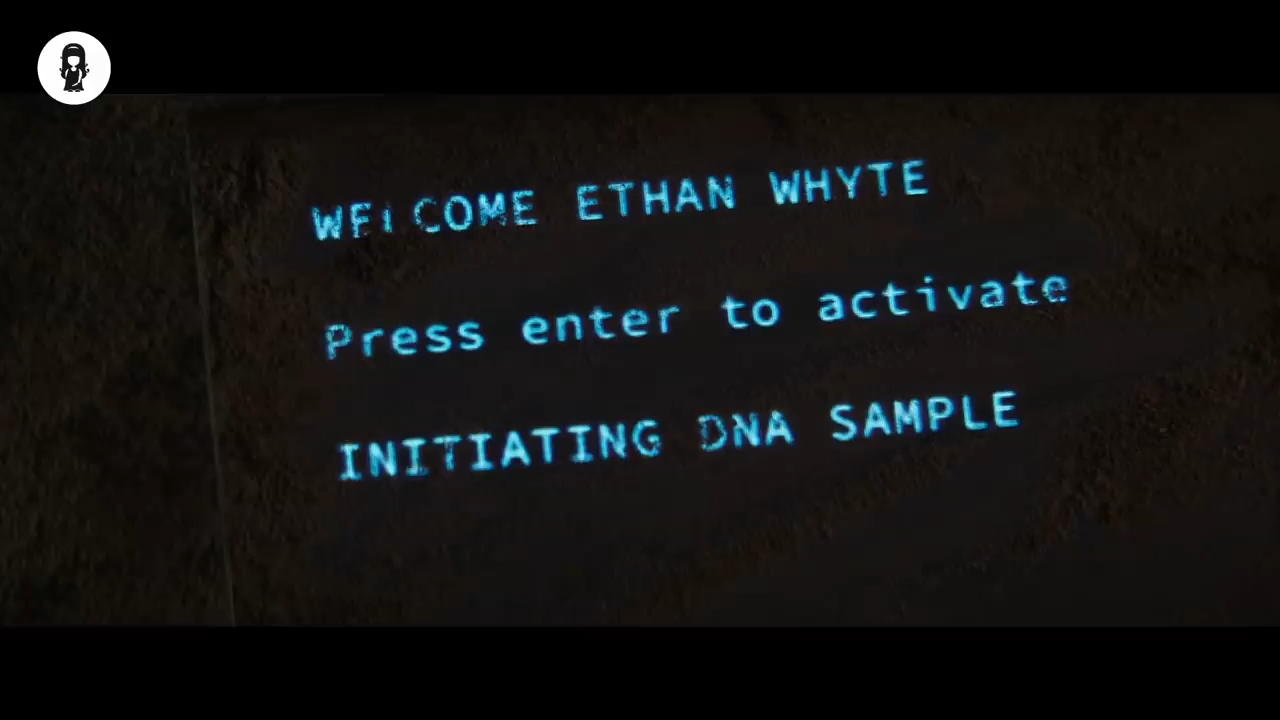 WELCOME ETHAN WHYTE
Press enter to activate
INITIATING DNA SAMPLE